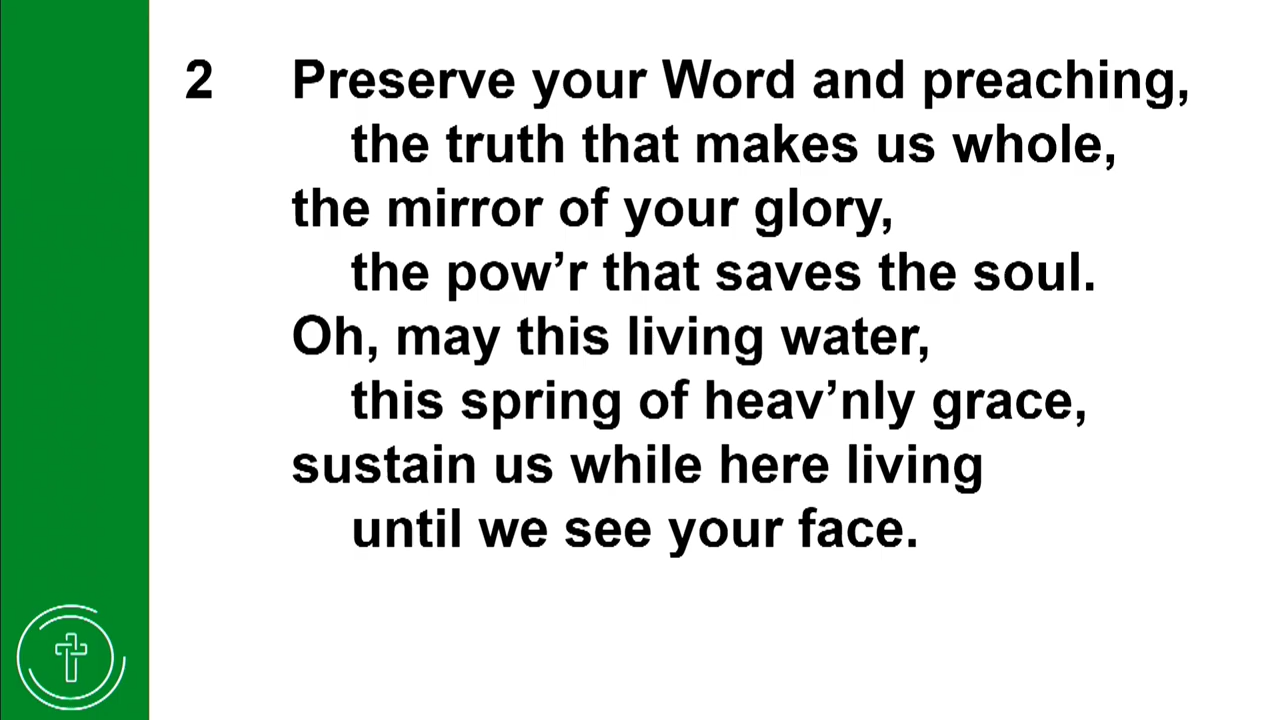 2 Preserve your Word and preaching,
the truth that makes us whole,
the mirror of your glory,
the pow’r that saves the soul.
Oh, may this living water,
this spring of heav’nly grace,
sustain us while here living
until we see your face.